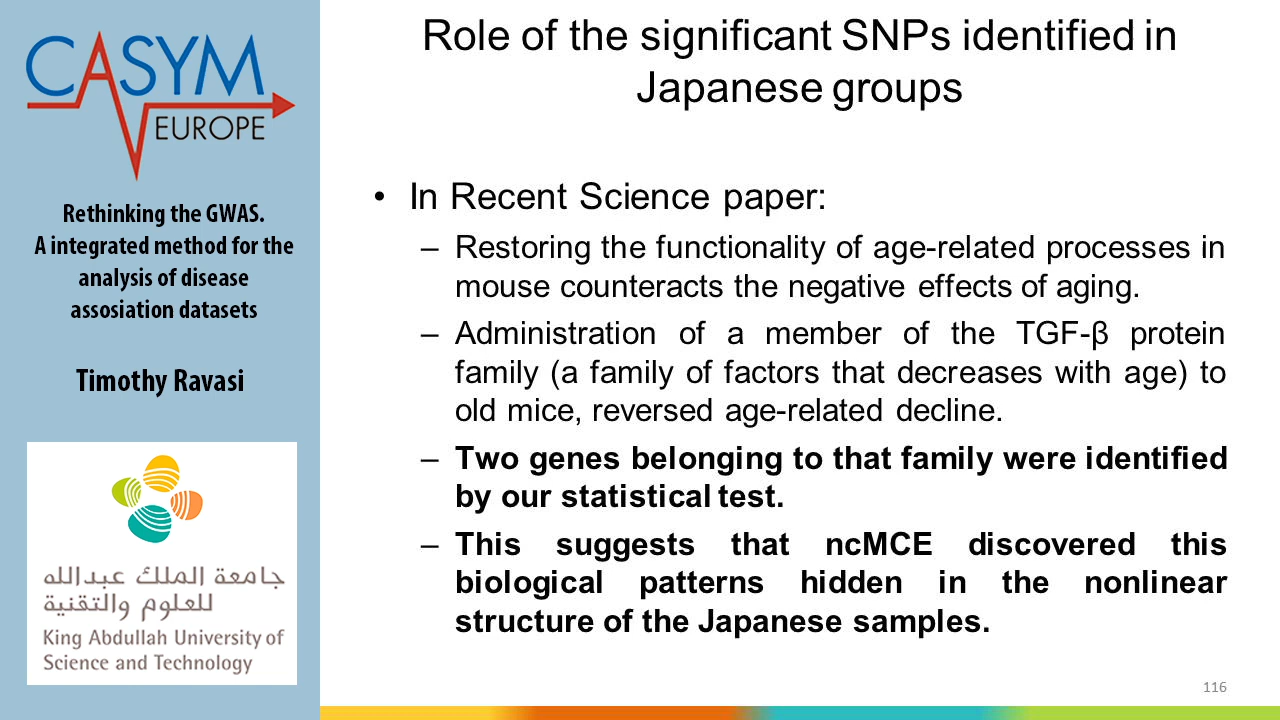 CASYM
EUROPE
Rethinking the GWAS.
A integrated method for the
analysis of disease
assosiation datasets
Timothy Ravasi
جامعة الملك عبدالله
للعلوم والتقنية
King Abdullah University of
Science and Technology
Role of the significant SNPs identified in
Japanese groups
• In Recent Science paper:
– Restoring the functionality of age-related processes in
mouse counteracts the negative effects of aging.
– Administration of a member of the TGF-β protein
family (a family of factors that decreases with age) to
old mice, reversed age-related decline.
– Two genes belonging to that family were identified
by our statistical test.
– This suggests that ncMCE discovered this
biological patterns hidden in the nonlinear
structure of the Japanese samples.
116